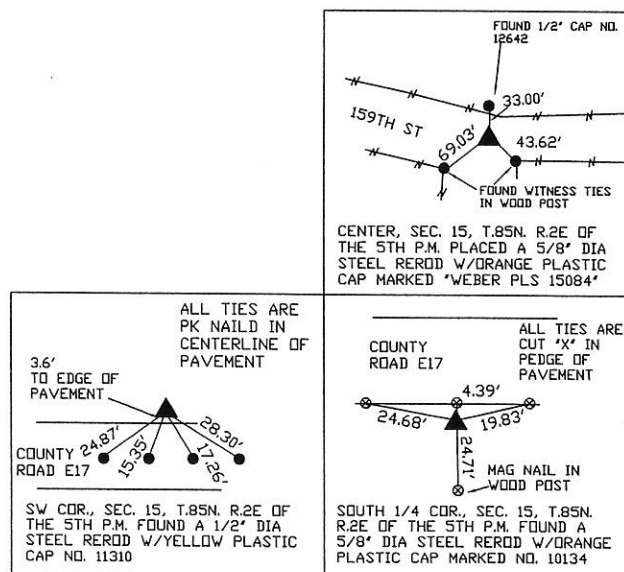 FOUND 1/2" CAP NO.
12642
33.00'
159TH ST
69.03'
43.62'
FOUND WITNESS TIES
IN WOOD POST
CENTER, SEC. 15, T.85N. R.2E OF
THE 5TH P.M. PLACED A 5/8" DIA
STEEL REROD W/ORANGE PLASTIC
CAP MARKED "WEBER PLS 15084"
ALL TIES ARE
PK NAILD IN
CENTERLINE OF
PAVEMENT
3.6'
TO EDGE OF
PAVEMENT
24.87'
15.35'
17.26'
28.30'
COUNTY
ROAD E17
SW COR., SEC. 15, T.85N. R.2E OF
THE 5TH P.M. FOUND A 1/2" DIA
STEEL REROD W/YELLOW PLASTIC
CAP NO. 11310
COUNTY
ROAD E17
ALL TIES ARE
CUT "X" IN
PEDGE OF
PAVEMENT
4.39'
24.68'
19.83'
24.71'
MAG NAIL IN
WOOD POST
SOUTH 1/4 COR., SEC. 15, T.85N.
R.2E OF THE 5TH P.M. FOUND A
5/8" DIA STEEL REROD W/ORANGE
PLASTIC CAP MARKED NO. 10134